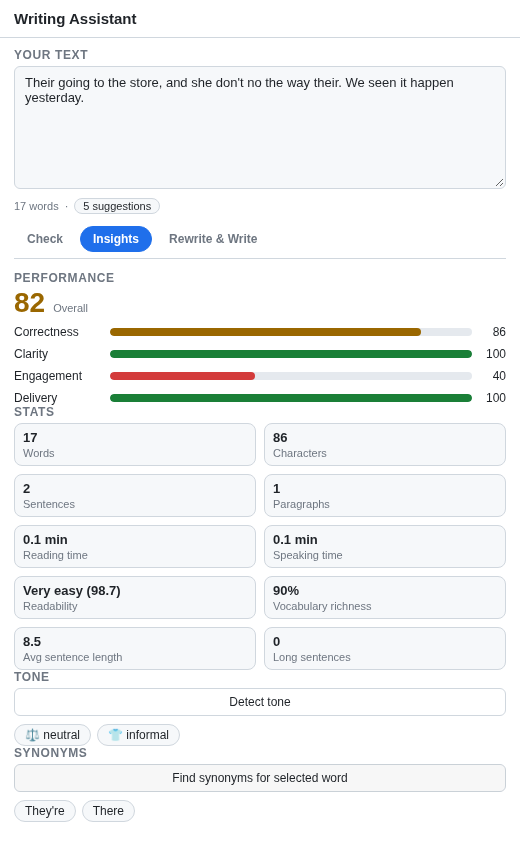 Writing Assistant
YOUR TEXT
Their going to the store, and she don't no the way their. We seen it happen
yesterday.
17 words · 5 suggestions
Check Insights Rewrite & Write
PERFORMANCE
82 Overall
Correctness 86
Clarity 100
Engagement 40
Delivery 100
STATS
17 86
Words Characters
2 1
Sentences Paragraphs
0.1 min 0.1 min
Reading time Speaking time
Very easy (98.7) 90%
Readability Vocabulary richness
8.5 0
Avg sentence length Long sentences
TONE
Detect tone
⚖️ neutral 👕 informal
SYNONYMS
Find synonyms for selected word
They're There